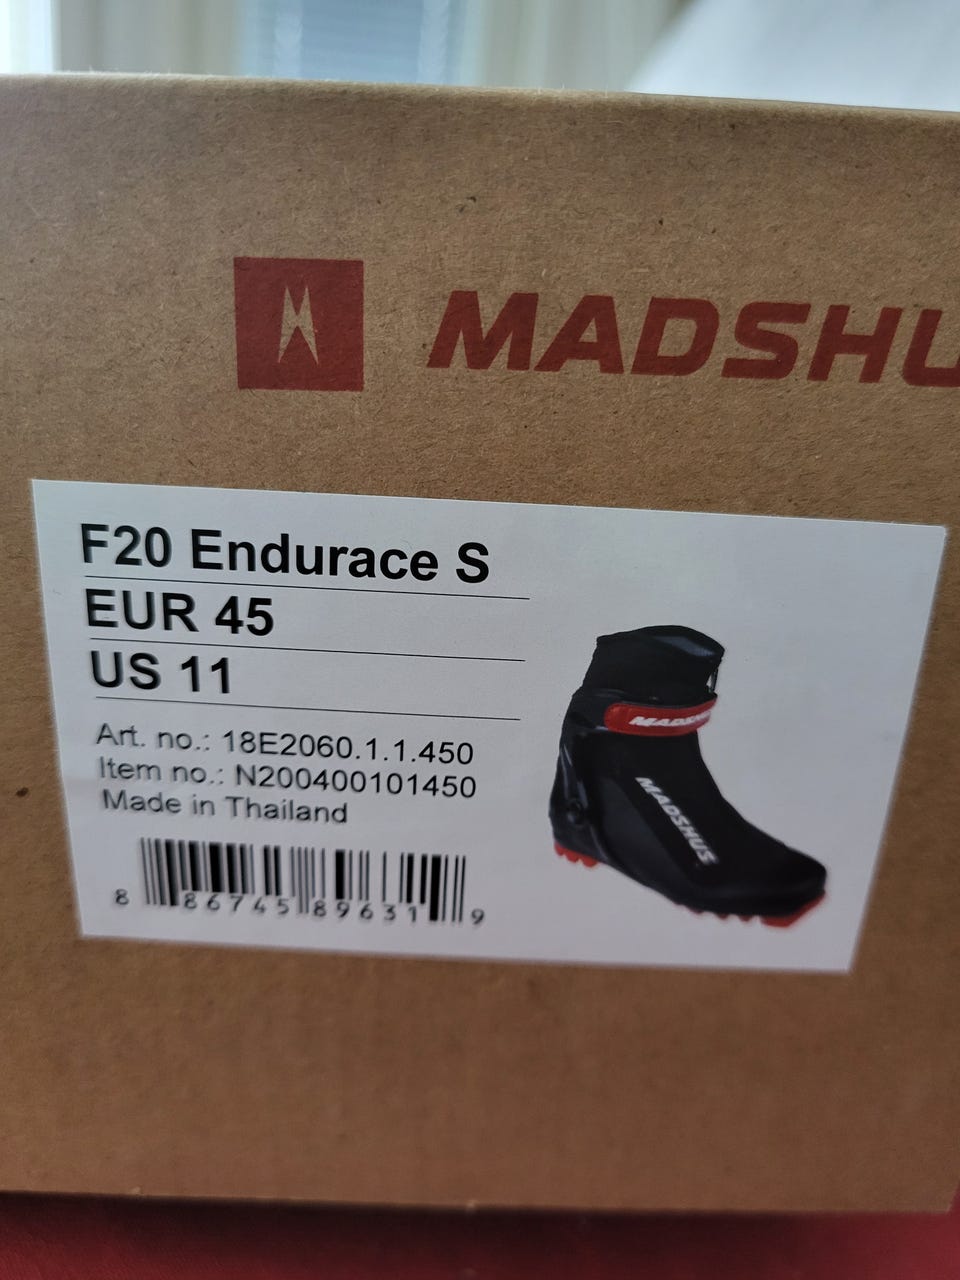 MADSHU
F20 Endurace S
EUR 45
US 11
Art. no.: 18E2060.1.1.450
Item no.: N200400101450
Made in Thailand
8 86745 89631 9
MADSHUS